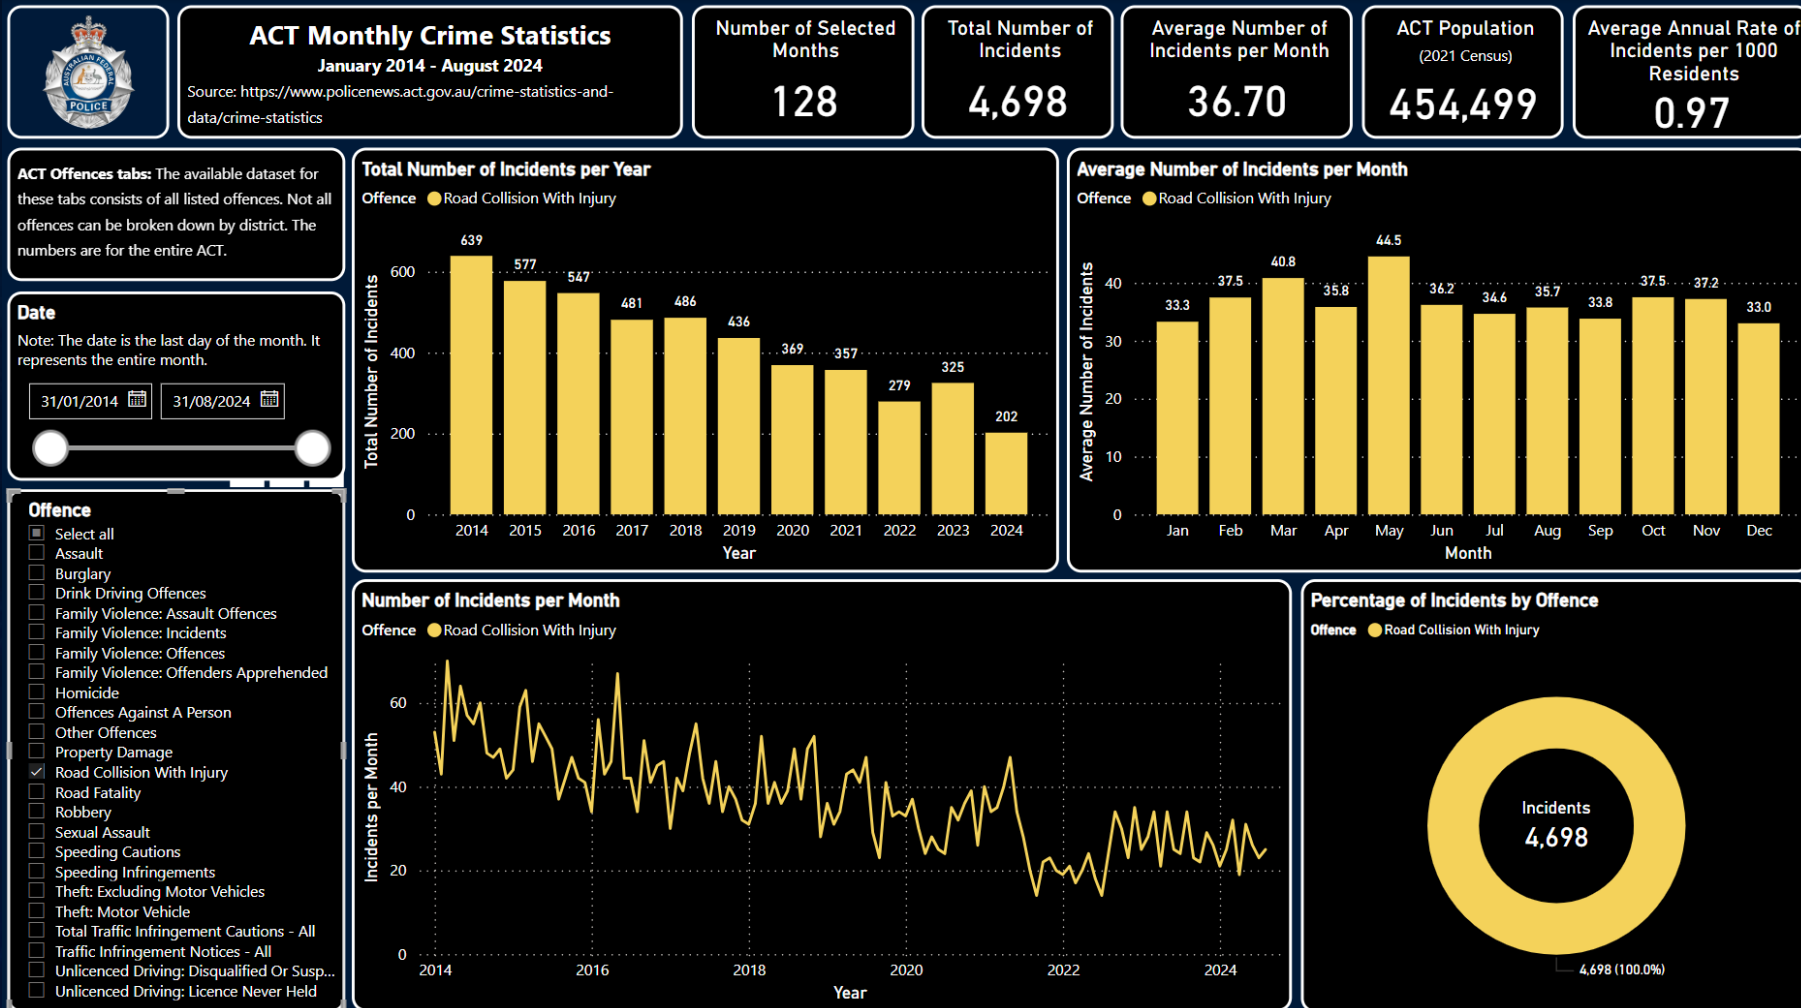 AUSTRALIAN FEDERAL
POLICE
ACT Monthly Crime Statistics
January 2014 - August 2024
Source: https://www.policenews.act.gov.au/crime-statistics-and-
data/crime-statistics
Number of Selected
Months
128
Total Number of
Incidents
4,698
Average Number of
Incidents per Month
36.70
ACT Population
(2021 Census)
454,499
Average Annual Rate of
Incidents per 1000
Residents
0.97
ACT Offences tabs: The available dataset for
these tabs consists of all listed offences. Not all
offences can be broken down by district. The
numbers are for the entire ACT.
Date
Note: The date is the last day of the month. It
represents the entire month.
31/01/2014
31/08/2024
Offence
Select all
Assault
Burglary
Drink Driving Offences
Family Violence: Assault Offences
Family Violence: Incidents
Family Violence: Offences
Family Violence: Offenders Apprehended
Homicide
Offences Against A Person
Other Offences
Property Damage
Road Collision With Injury
Road Fatality
Robbery
Sexual Assault
Speeding Cautions
Speeding Infringements
Theft: Excluding Motor Vehicles
Theft: Motor Vehicle
Total Traffic Infringement Cautions - All
Traffic Infringement Notices - All
Unlicenced Driving: Disqualified Or Susp...
Unlicenced Driving: Licence Never Held
Total Number of Incidents per Year
Offence Road Collision With Injury
Total Number of Incidents
600
400
200
0
639
577
547
481
486
436
369
357
279
325
202
2014 2015 2016 2017 2018 2019 2020 2021 2022 2023 2024
Year
Average Number of Incidents per Month
Offence Road Collision With Injury
Average Number of Incidents
40
30
20
10
0
33.3
37.5
40.8
35.8
44.5
36.2
34.6
35.7
33.8
37.5
37.2
33.0
Jan Feb Mar Apr May Jun Jul Aug Sep Oct Nov Dec
Month
Number of Incidents per Month
Offence Road Collision With Injury
Incidents per Month
60
40
20
0
2014 2016 2018 2020 2022 2024
Year
Percentage of Incidents by Offence
Offence Road Collision With Injury
Incidents
4,698
4,698 (100.0%)